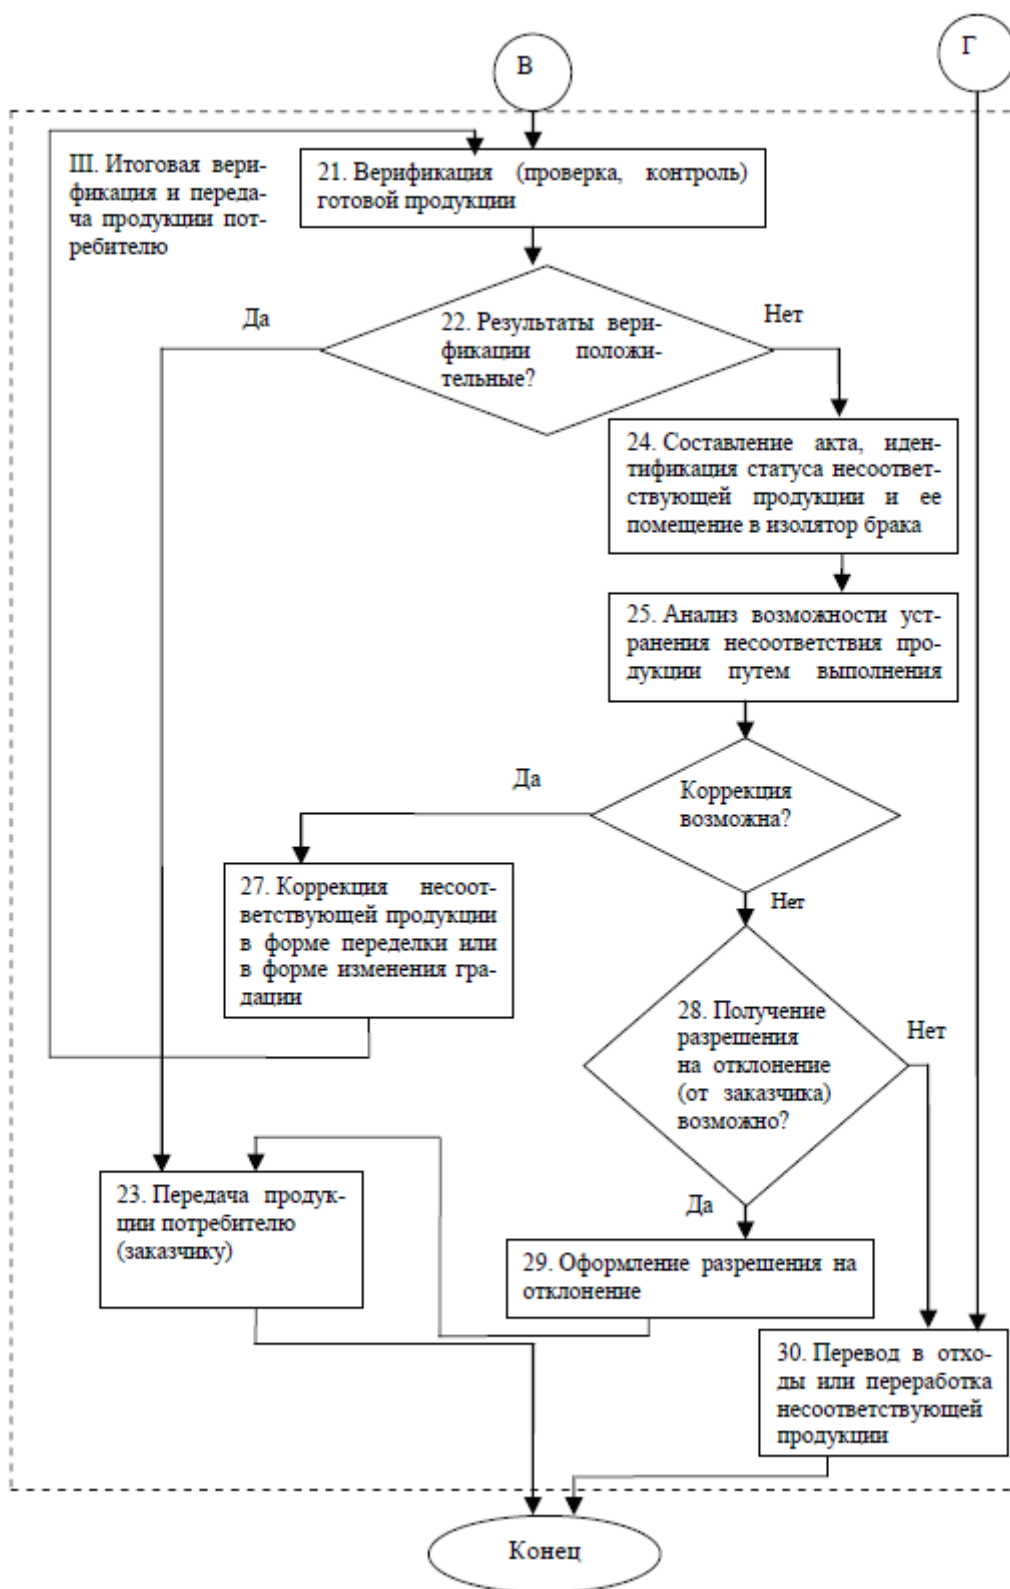 В
Г
III. Итоговая вери-
фикация и переда-
ча продукции пот-
ребителю
21. Верификация (проверка, контроль)
готовой продукции
Да
Нет
22. Результаты вери-
фикации положи-
тельные?
24. Составление акта, иден-
тификация статуса несоответ-
ствующей продукции и ее
помещение в изолятор брака
25. Анализ возможности уст-
ранения несоответствия про-
дукции путем выполнения
Да
Коррекция
возможна?
27. Коррекция несоот-
ветствующей продукции
в форме переделки или
в форме изменения гра-
дации
Нет
28. Получение
разрешения
на отклонение
(от заказчика)
возможно?
Нет
23. Передача продук-
ции потребителю
(заказчику)
Да
29. Оформление разрешения на
отклонение
30. Перевод в отхо-
ды или переработка
несоответствующей
продукции
Конец